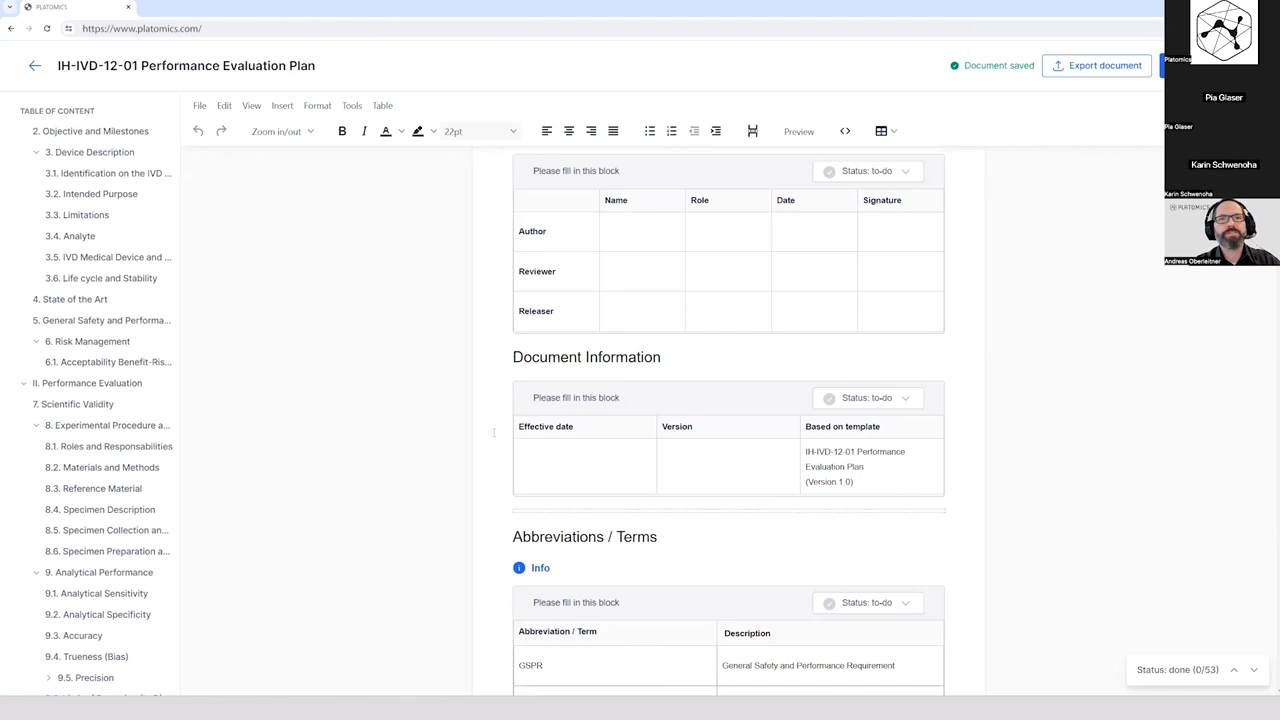 PLATOMICS
https://www.platomics.com/
IH-IVD-12-01 Performance Evaluation Plan
Document saved
Export document
Platomics
Pia Glaser
Pia Glaser
Karin Schwenoha
Karin Schwenoha
PLATOMICS
Andreas Oberleitner
TABLE OF CONTENT
2. Objective and Milestones
3. Device Description
3.1. Identification on the IVD ...
3.2. Intended Purpose
3.3. Limitations
3.4. Analyte
3.5. IVD Medical Device and ...
3.6. Life cycle and Stability
4. State of the Art
5. General Safety and Performa...
6. Risk Management
6.1. Acceptability Benefit-Ris...
II. Performance Evaluation
7. Scientific Validity
8. Experimental Procedure a...
8.1. Roles and Responsibilities
8.2. Materials and Methods
8.3. Reference Material
8.4. Specimen Description
8.5. Specimen Collection an...
8.6. Specimen Preparation a...
9. Analytical Performance
9.1. Analytical Sensitivity
9.2. Analytical Specificity
9.3. Accuracy
9.4. Trueness (Bias)
9.5. Precision
File Edit View Insert Format Tools Table
Zoom in/out B I A 22pt Preview
Please fill in this block Status: to-do
Name Role Date Signature
Author
Reviewer
Releaser
Document Information
Please fill in this block Status: to-do
Effective date Version Based on template
IH-IVD-12-01 Performance
Evaluation Plan
(Version 1.0)
Abbreviations / Terms
Info
Please fill in this block Status: to-do
Abbreviation / Term Description
GSPR General Safety and Performance Requirement
Status: done (0/53)